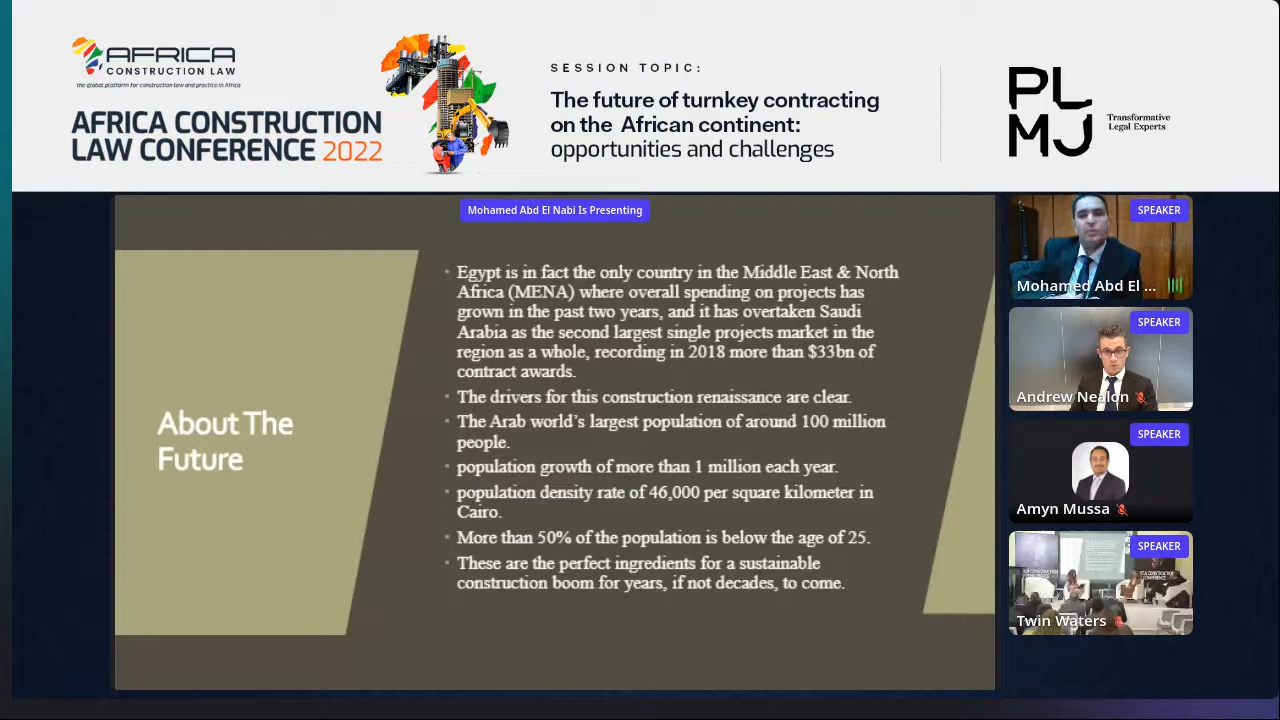 AFRICA
CONSTRUCTION LAW
the global platform for construction law and practice in Africa
AFRICA CONSTRUCTION
LAW CONFERENCE 2022
SESSION TOPIC:
The future of turnkey contracting
on the African continent:
opportunities and challenges
PL
MJ
Transformative
Legal Experts
Mohamed Abd El Nabi Is Presenting
About The
Future
• Egypt is in fact the only country in the Middle East & North
Africa (MENA) where overall spending on projects has
grown in the past two years, and it has overtaken Saudi
Arabia as the second largest single projects market in the
region as a whole, recording in 2018 more than $33bn of
contract awards.
• The drivers for this construction renaissance are clear.
• The Arab world’s largest population of around 100 million
people.
• population growth of more than 1 million each year.
• population density rate of 46,000 per square kilometer in
Cairo.
• More than 50% of the population is below the age of 25.
• These are the perfect ingredients for a sustainable
construction boom for years, if not decades, to come.
SPEAKER
Mohamed Abd El ...
SPEAKER
Andrew Nealon
SPEAKER
Amyn Mussa
SPEAKER
Twin Waters